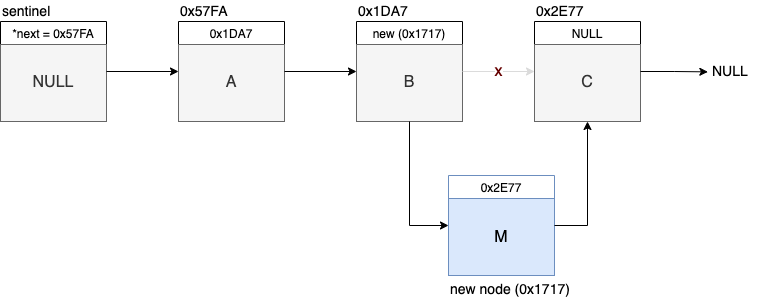 sentinel
0x57FA
0x1DA7
0x2E77
*next = 0x57FA
0x1DA7
new (0x1717)
NULL
NULL
A
B
x
C
NULL
0x2E77
M
new node (0x1717)